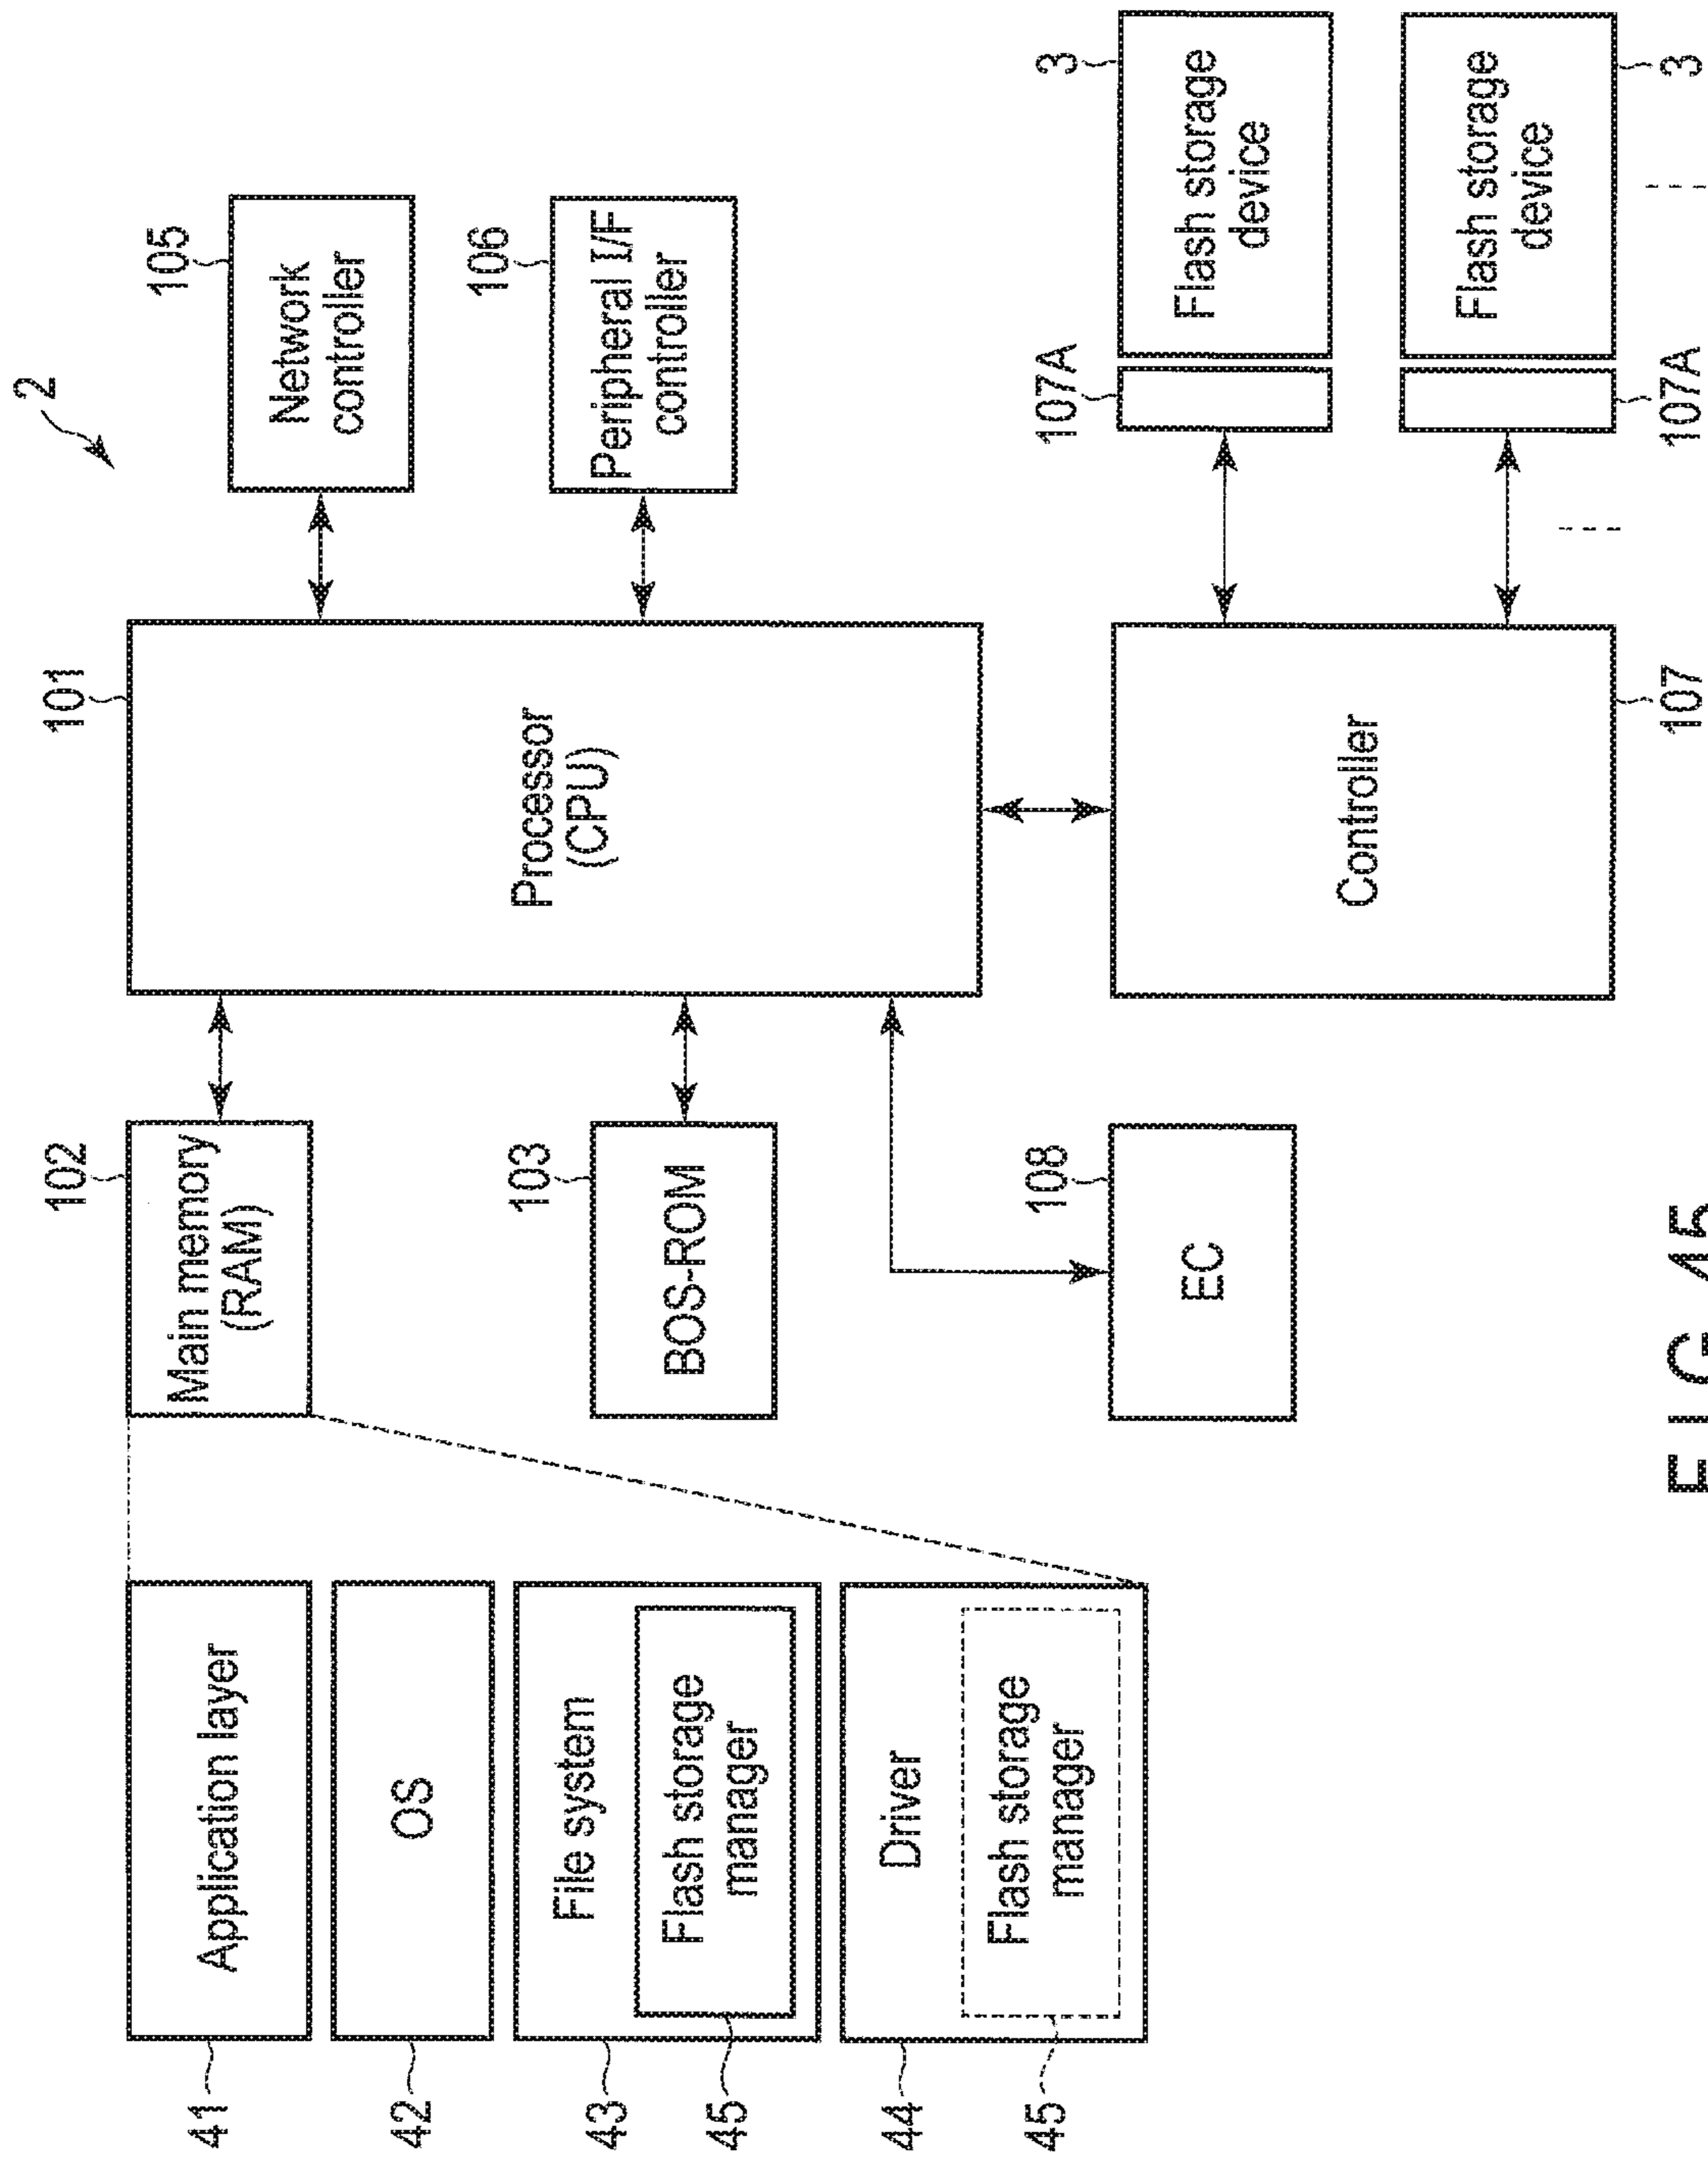 2
41
Application layer
42
OS
43
File system
45
Flash storage
manager
44
Driver
45
Flash storage
manager
102
Main memory
(RAM)
103
BOS-ROM
108
EC
101
Processor
(CPU)
107
Controller
105
Network
controller
106
Peripheral I/F
controller
107A
3
Flash storage
device
107A
3
Flash storage
device
FIG. 45